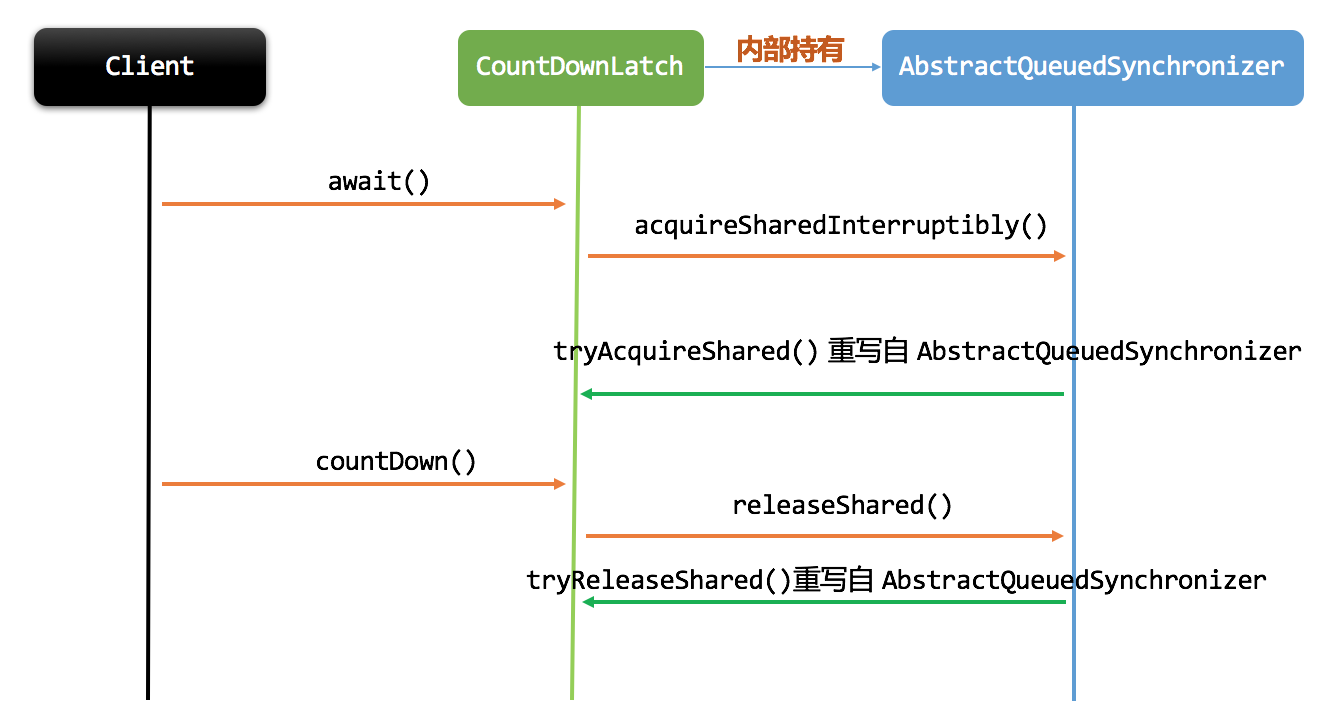 Client
CountDownLatch
内部持有
AbstractQueuedSynchronizer
await()
acquireSharedInterruptibly()
tryAcquireShared() 重写自 AbstractQueuedSynchronizer
countDown()
releaseShared()
tryReleaseShared()重写自 AbstractQueuedSynchronizer